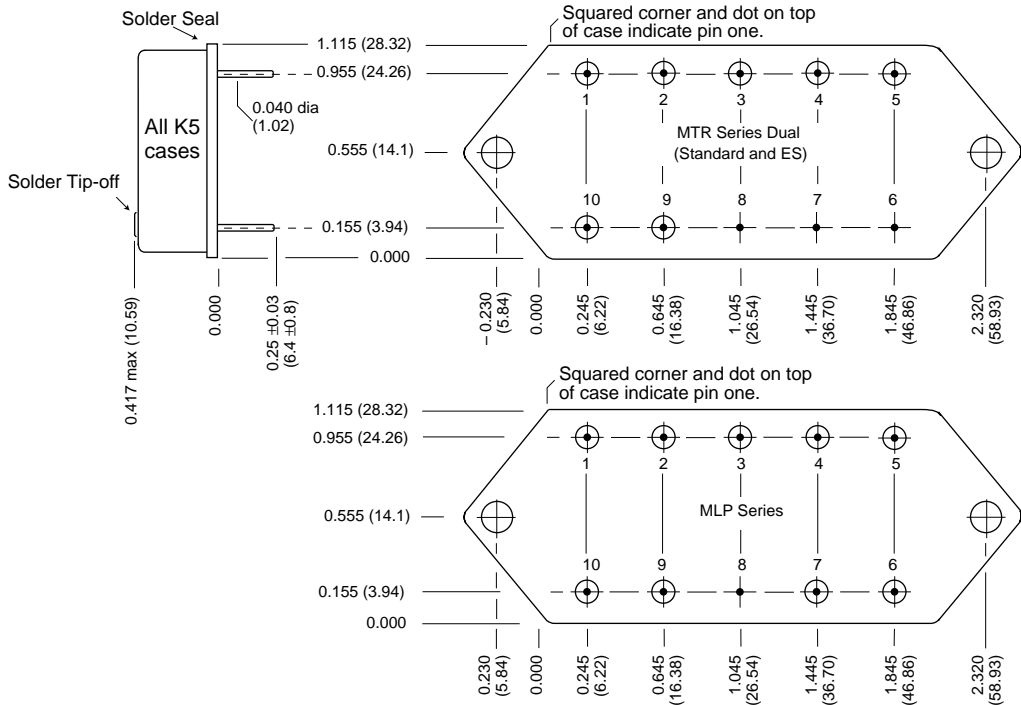 Solder Seal
1.115 (28.32)
0.955 (24.26)
0.040 dia
(1.02)
All K5
cases
0.555 (14.1)
Solder Tip-off
0.155 (3.94)
0.000
0.417 max (10.59)
0.000
0.25 ±0.03
(6.4 ±0.8)
Squared corner and dot on top
of case indicate pin one.
1 2 3 4 5
MTR Series Dual
(Standard and ES)
10 9 8 7 6
– 0.230
(5.84)
0.000
0.245
(6.22)
0.645
(16.38)
1.045
(26.54)
1.445
(36.70)
1.845
(46.86)
2.320
(58.93)
Squared corner and dot on top
of case indicate pin one.
1.115 (28.32)
0.955 (24.26)
1 2 3 4 5
0.555 (14.1)
MLP Series
10 9 8 7 6
0.155 (3.94)
0.000
0.230
(5.84)
0.000
0.245
(6.22)
0.645
(16.38)
1.045
(26.54)
1.445
(36.70)
1.845
(46.86)
2.320
(58.93)